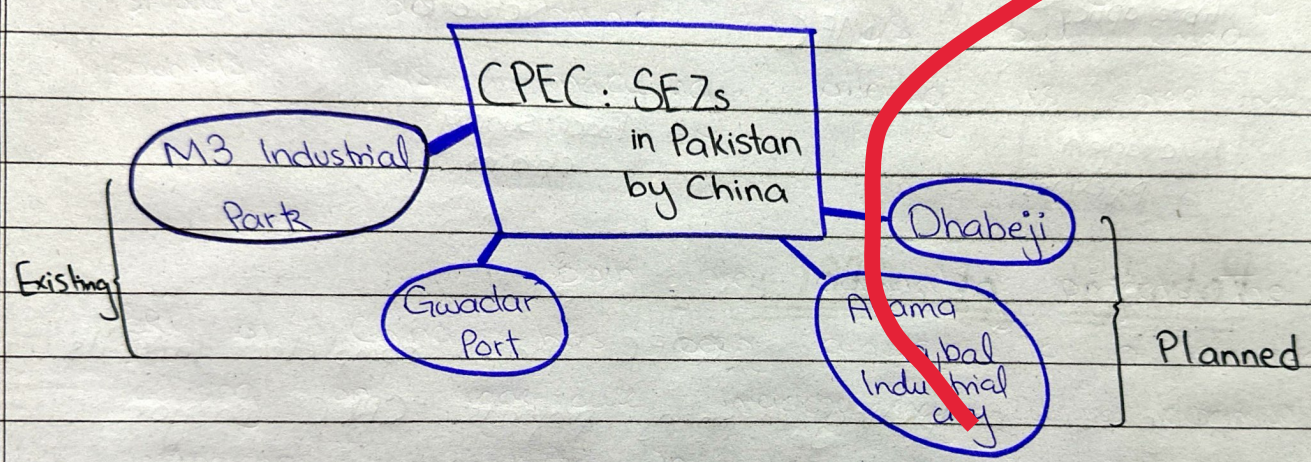 CPEC: SEZs
in Pakistan
by China
M3 Industrial
Park
Existing
Gwadar
Port
Dhabeji
Planned
Industrial